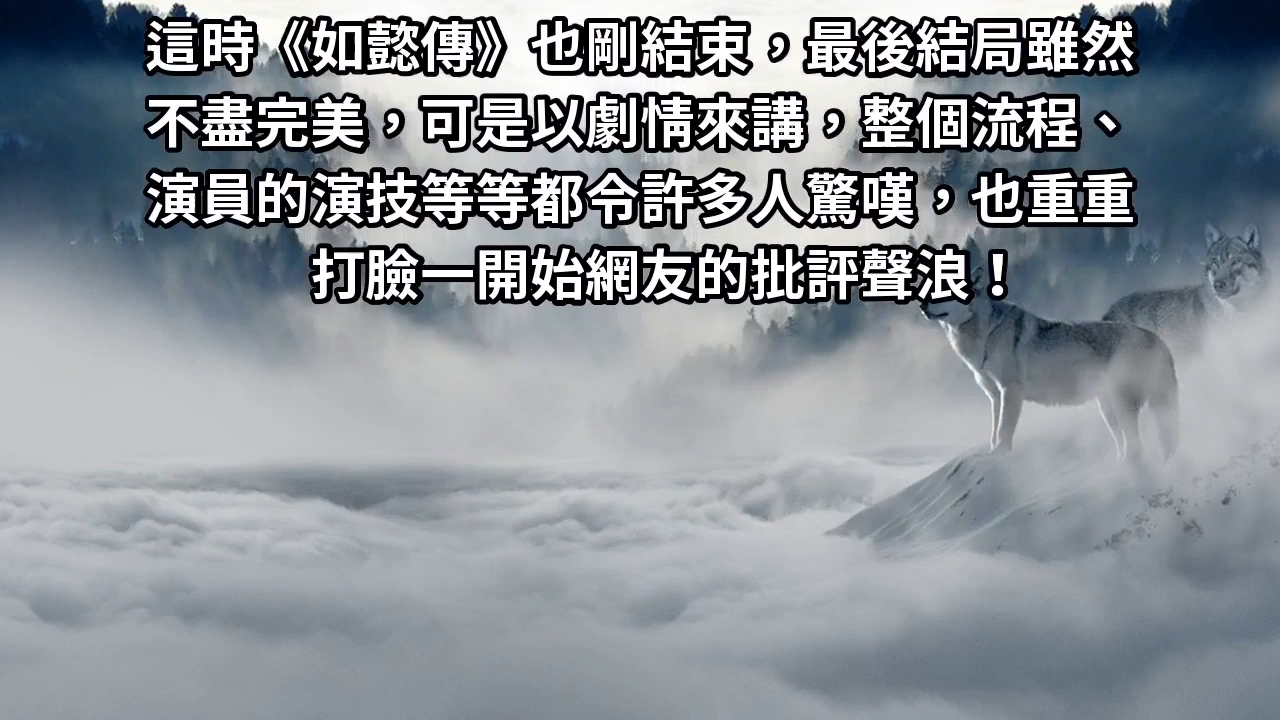 這時《如懿傳》也剛結束，最後結局雖然
不盡完美，可是以劇情來講，整個流程、
演員的演技等等都令許多人驚嘆，也重重
打臉一開始網友的批評聲浪！